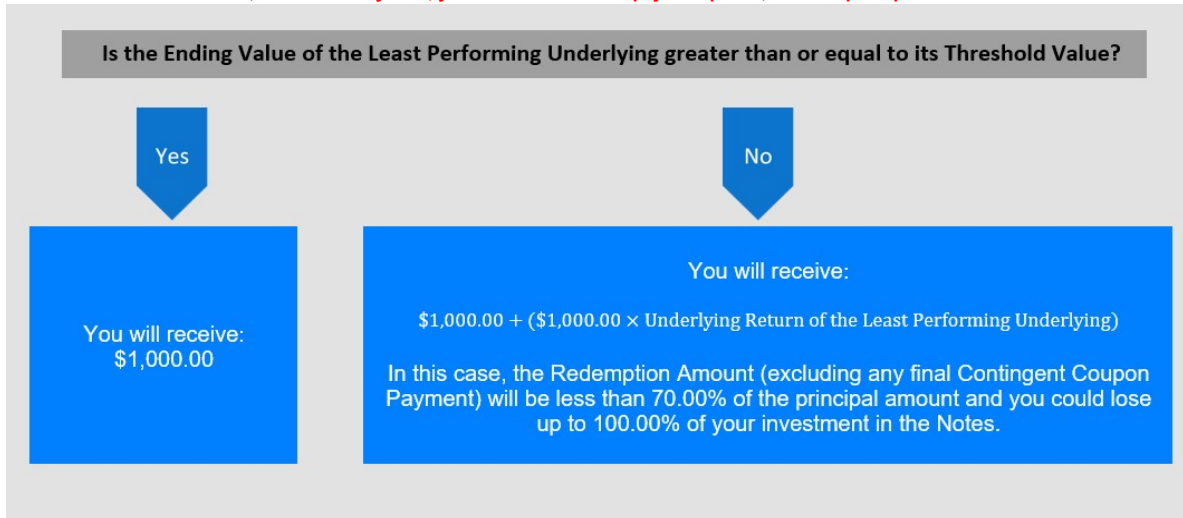 Is the Ending Value of the Least Performing Underlying greater than or equal to its Threshold Value?
Yes
No
You will receive:
$1,000.00
You will receive:
$1,000.00 + ($1,000.00 × Underlying Return of the Least Performing Underlying)
In this case, the Redemption Amount (excluding any final Contingent Coupon
Payment) will be less than 70.00% of the principal amount and you could lose
up to 100.00% of your investment in the Notes.